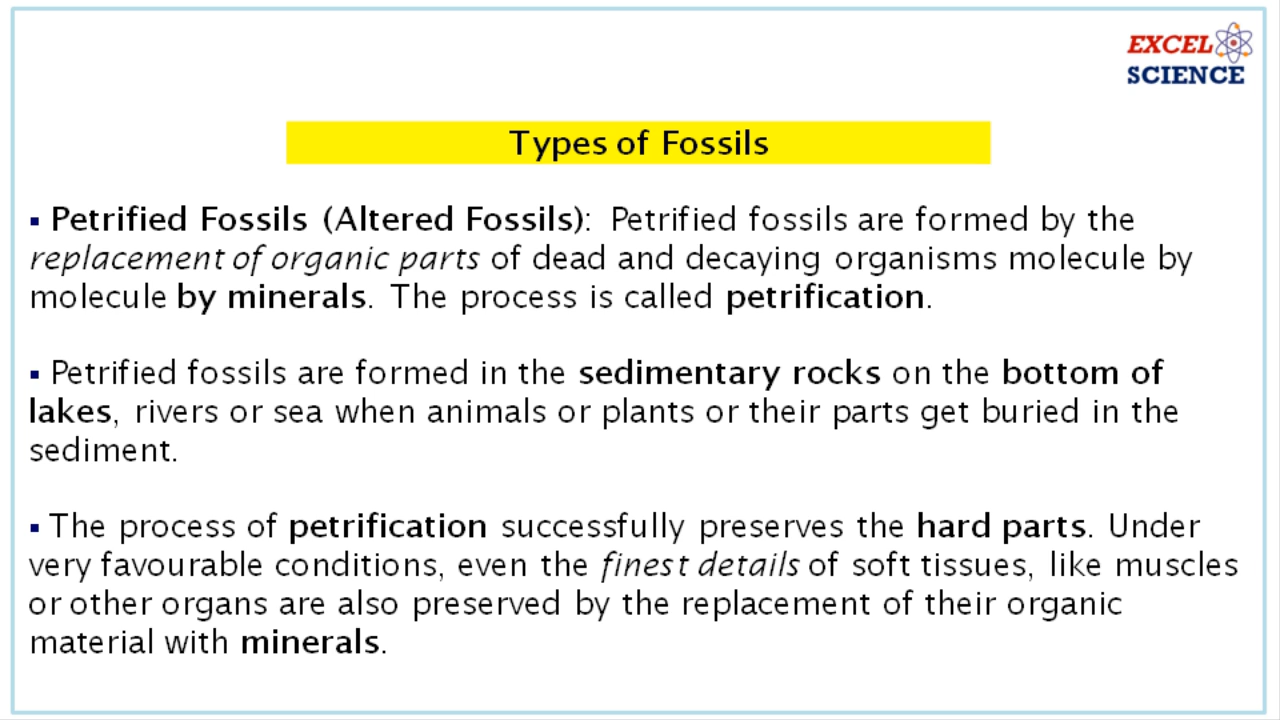 EXCEL
SCIENCE
Types of Fossils
▪ Petrified Fossils (Altered Fossils): Petrified fossils are formed by the
replacement of organic parts of dead and decaying organisms molecule by
molecule by minerals. The process is called petrification.
▪ Petrified fossils are formed in the sedimentary rocks on the bottom of
lakes, rivers or sea when animals or plants or their parts get buried in the
sediment.
▪ The process of petrification successfully preserves the hard parts. Under
very favourable conditions, even the finest details of soft tissues, like muscles
or other organs are also preserved by the replacement of their organic
material with minerals.